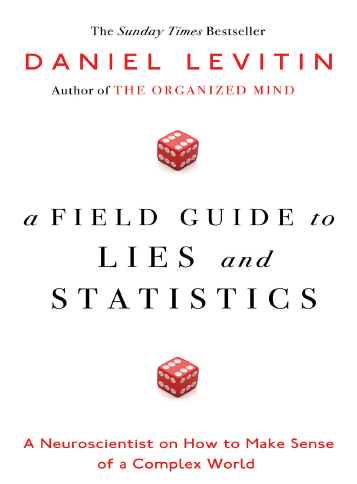 The Sunday Times Bestseller
DANIEL LEVITIN
Author of THE ORGANIZED MIND
a FIELD GUIDE to
LIES and
STATISTICS
A Neuroscientist on How to Make Sense
of a Complex World